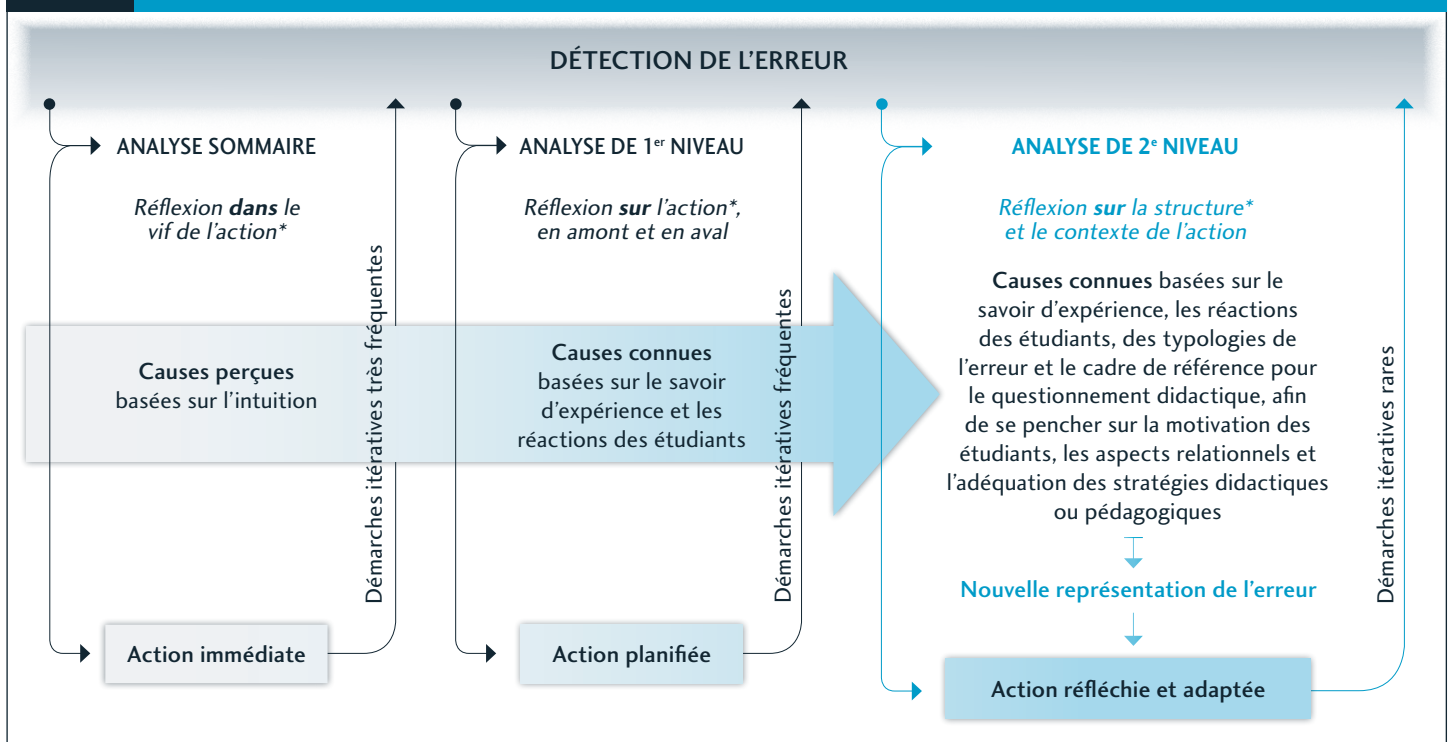 DÉTECTION DE L'ERREUR
ANALYSE SOMMAIRE
Réflexion dans le
vif de l'action*
Causes perçues
basées sur l'intuition
Action immédiate
Démarches itératives très fréquentes
ANALYSE DE 1er NIVEAU
Réflexion sur l'action*,
en amont et en aval
Causes connues
basées sur le savoir
d'expérience et les
réactions des étudiants
Action planifiée
Démarches itératives fréquentes
ANALYSE DE 2e NIVEAU
Réflexion sur la structure*
et le contexte de l'action
Causes connues basées sur le
savoir d'expérience, les réactions
des étudiants, des typologies de
l'erreur et le cadre de référence pour
le questionnement didactique, afin
de se pencher sur la motivation des
étudiants, les aspects relationnels et
l'adéquation des stratégies didactiques
ou pédagogiques
Nouvelle représentation de l'erreur
Action réfléchie et adaptée
Démarches itératives rares